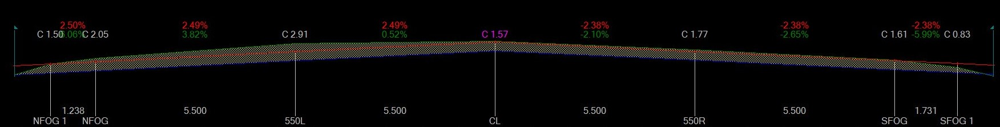 2.50% 2.49% 2.49% -2.38% -2.38% -2.38%
C 1.50 6.06% C 2.05 3.82% C 2.91 0.52% C 1.57 -2.10% C 1.77 -2.65% C 1.61 -5.99% C 0.83
1.238 5.500 5.500 5.500 5.500 1.731
NFOG 1 NFOG 550L CL 550R SFOG SFOG 1